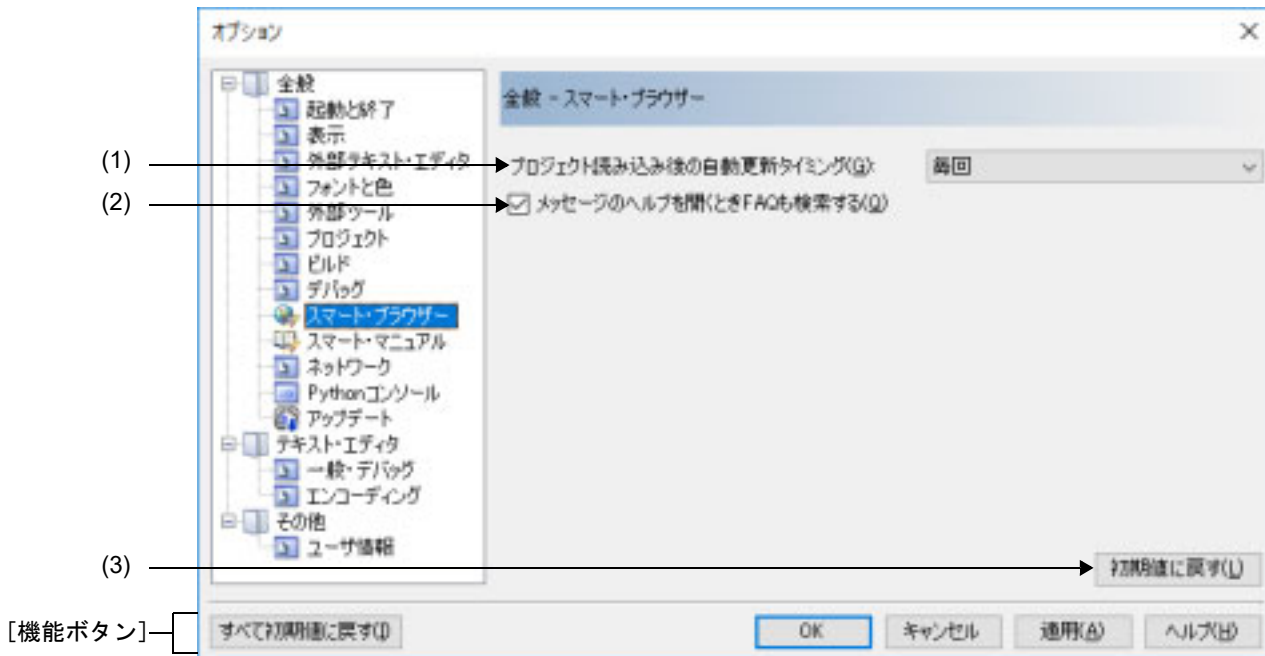 オプション
全般
起動と終了
表示
外部テキスト・エディタ
フォントと色
外部ツール
プロジェクト
ビルド
デバッグ
スマート・ブラウザー
スマート・マニュアル
ネットワーク
Pythonコンソール
アップデート
テキスト・エディタ
一般・デバッグ
エンコーディング
その他
ユーザ情報
全般 - スマート・ブラウザー
(1)
プロジェクト読み込み後の自動更新タイミング(G): 毎回
(2)
メッセージのヘルプを開くときFAQも検索する(Q)
(3)
初期値に戻す(L)
[機能ボタン]
すべて初期値に戻す(I)
OK キャンセル 適用(A) ヘルプ(H)